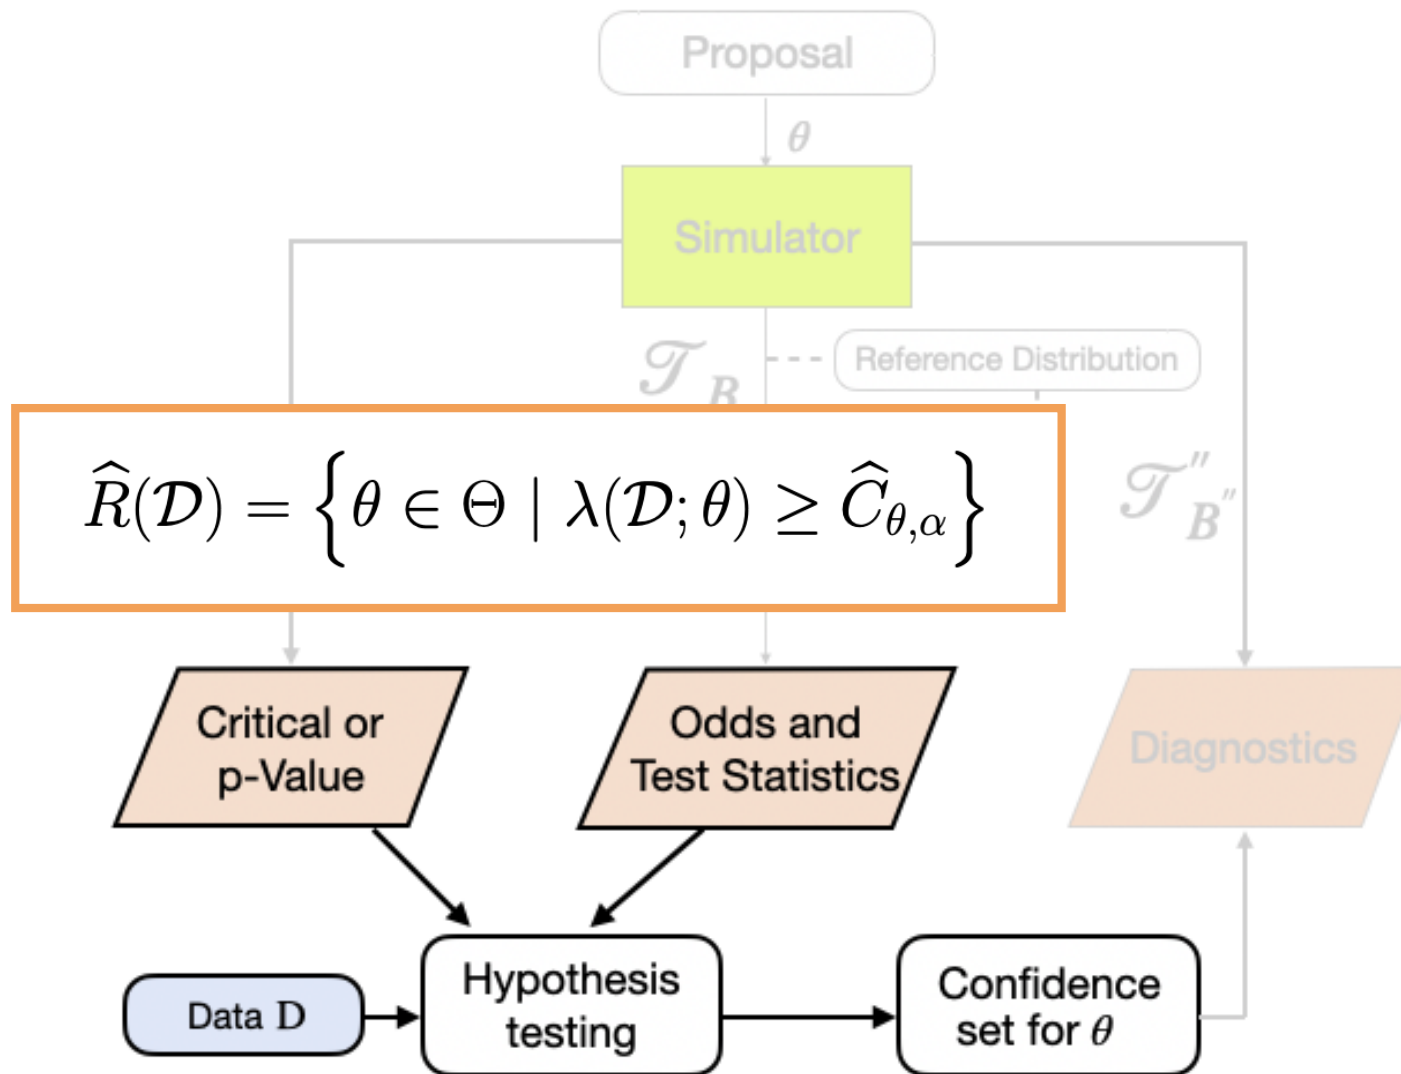 Proposal
θ
Simulator
𝒯 B
Reference Distribution
R̂(𝒟) = {θ ∈ Θ | λ(𝒟; θ) ≥ Ĉ_{θ,α}}
𝒯″ B″
Critical or
p-Value
Odds and
Test Statistics
Diagnostics
Data D
Hypothesis
testing
Confidence
set for θ